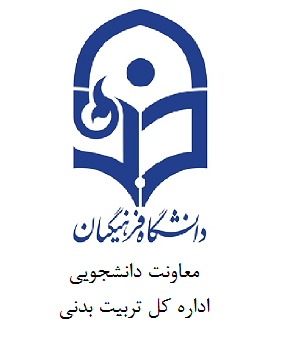 دانشگاه فرهنگیان
معاونت دانشجویی
اداره کل تربیت بدنی